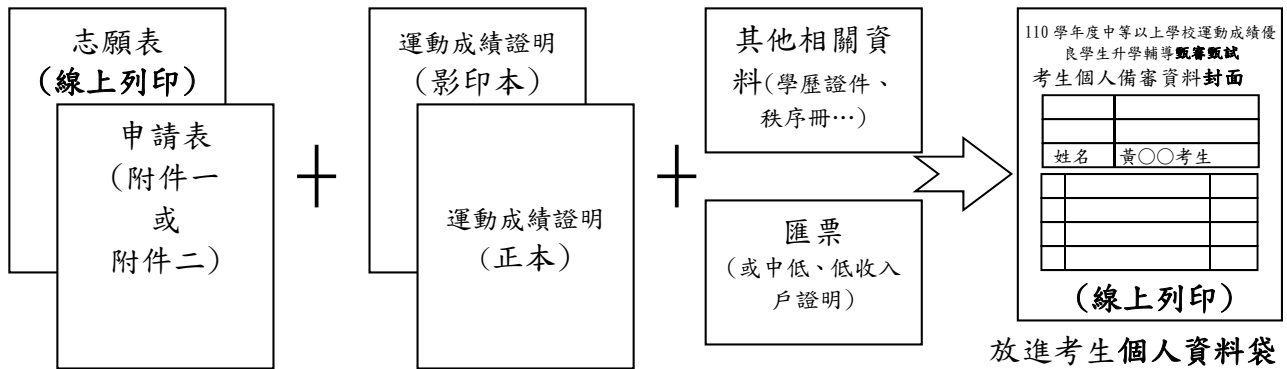 志願表
(線上列印)
申請表
(附件一
或
附件二)
運動成績證明
(影印本)
運動成績證明
(正本)
其他相關資
料(學歷證件、
秩序冊…)
匯票
(或中低、低收入
戶證明)
110 學年度中等以上學校運動成績優
良學生升學輔導甄審甄試
考生個人備審資料封面
姓名 黃○○考生
(線上列印)
放進考生個人資料袋